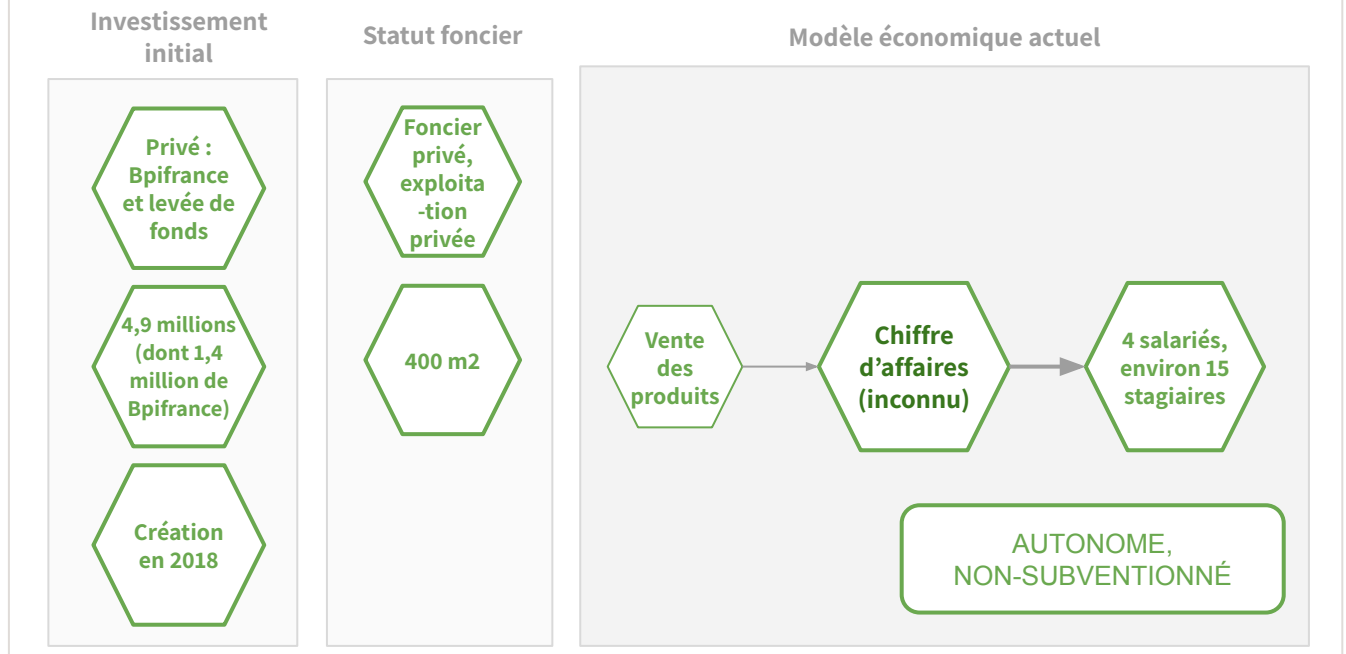 Investissement
initial
Privé :
Bpifrance
et levée de
fonds
4,9 millions
(dont 1,4
million de
Bpifrance)
Création
en 2018
Statut foncier
Foncier
privé,
exploita
-tion
privée
400 m2
Modèle économique actuel
Vente
des
produits
Chiffre
d’affaires
(inconnu)
4 salariés,
environ 15
stagiaires
AUTONOME,
NON-SUBVENTIONNÉ